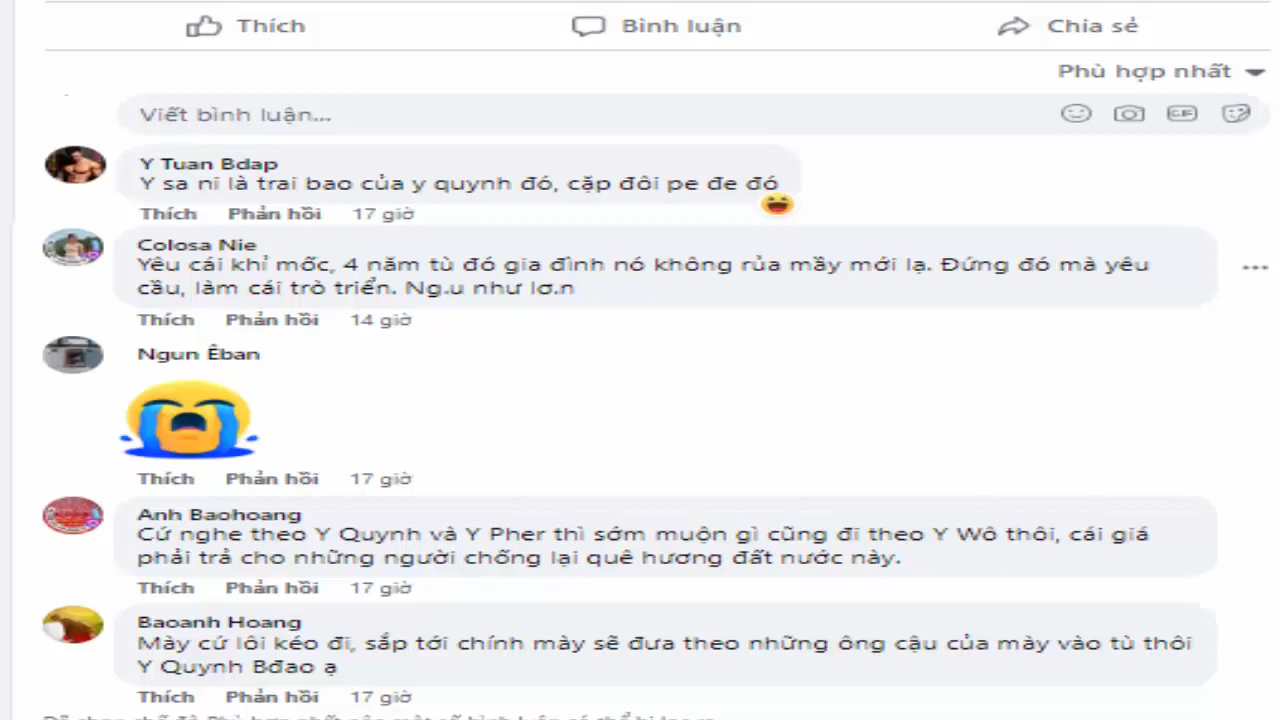 Thích
Bình luận
Chia sẻ
Phù hợp nhất
Viết bình luận...
GIF
Y Tuan Bdap
Y sa ni là trai bao của y quynh đó, cặp đôi pe đe đó
Thích Phản hồi 17 giờ
Colosa Nie
Yêu cái khỉ mốc, 4 năm tù đó gia đình nó không rủa mầy mới lạ. Đứng đó mà yêu
cầu, làm cái trò triển. Ng.u như lơ.n
Thích Phản hồi 14 giờ
Ngun Êban
Thích Phản hồi 17 giờ
Anh Baohoang
Cứ nghe theo Y Quynh và Y Pher thì sớm muộn gì cũng đi theo Y Wô thôi, cái giá
phải trả cho những người chống lại quê hương đất nước này.
Thích Phản hồi 17 giờ
Baoanh Hoang
Mày cứ lôi kéo đi, sắp tới chính mày sẽ đưa theo những ông cậu của mày vào tù thôi
Y Quynh Bđao ạ
Thích Phản hồi 17 giờ